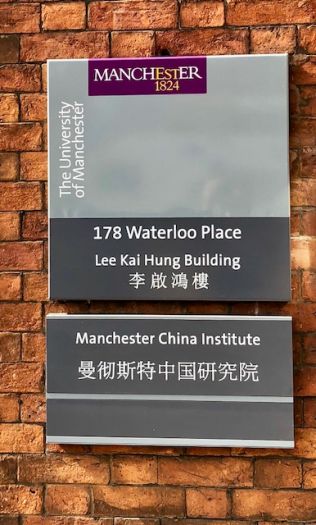 MANCHESTER
1824
The University
of Manchester
178 Waterloo Place
Lee Kai Hung Building
李啟鴻樓
Manchester China Institute
曼彻斯特中国研究院